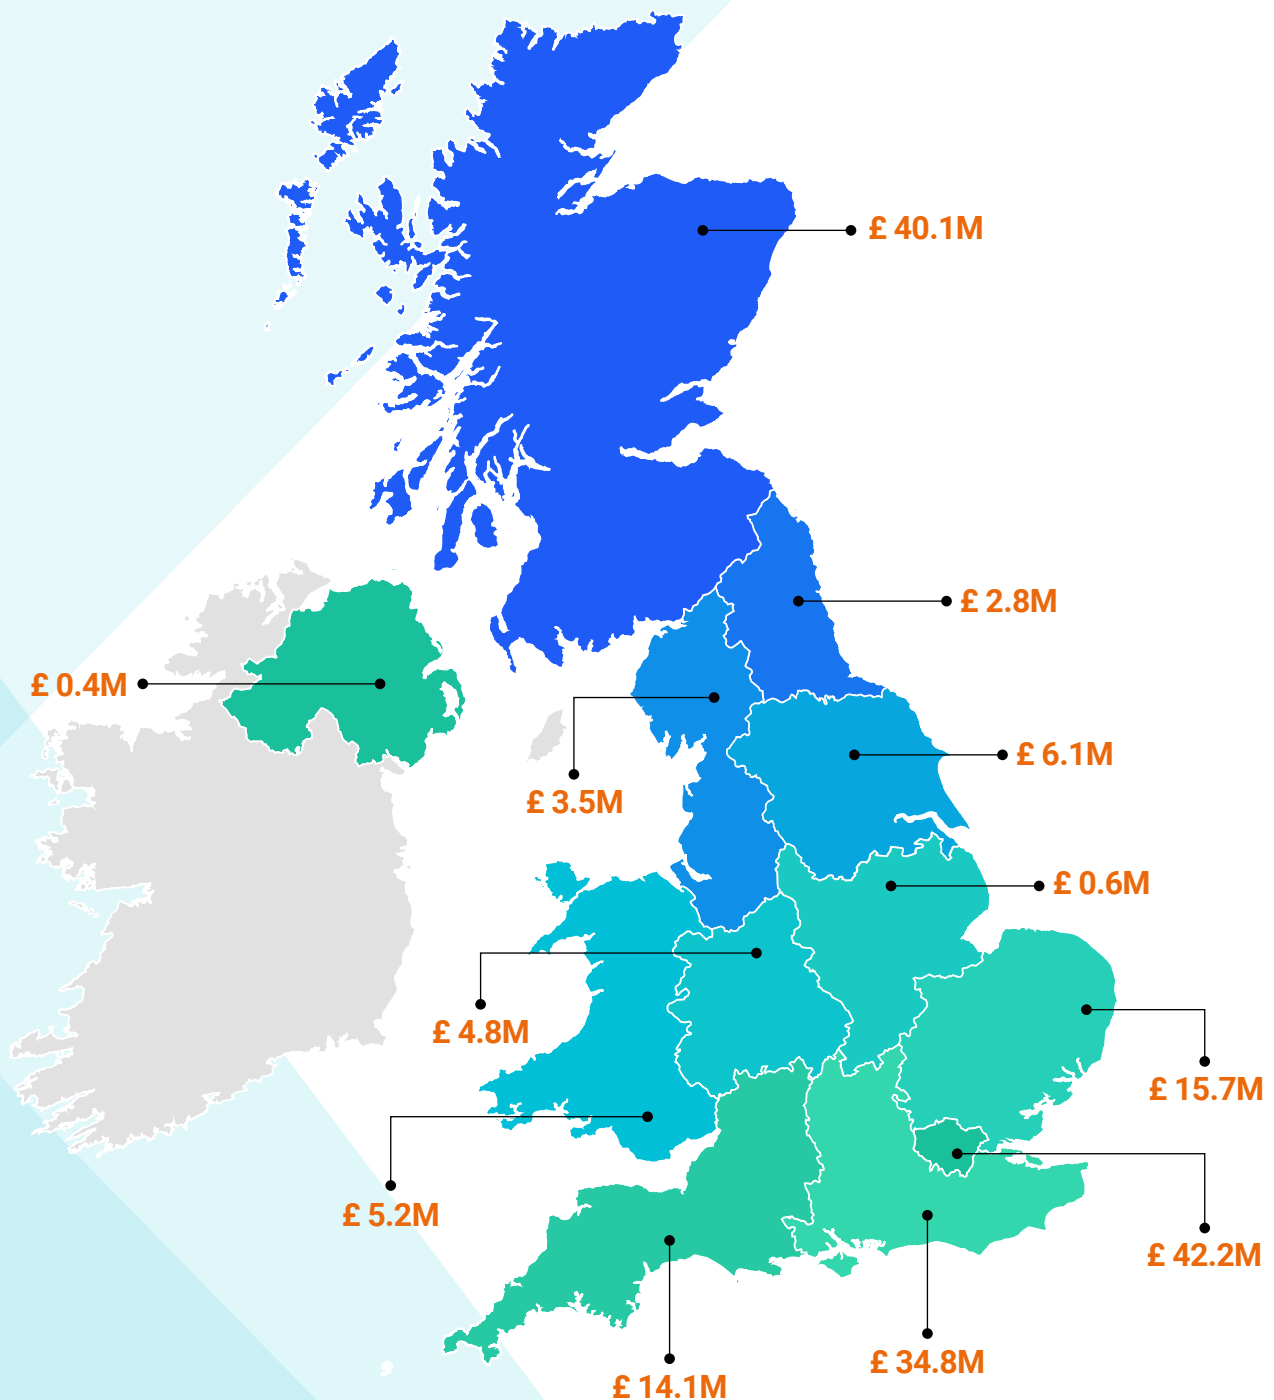 £ 40.1M
£ 2.8M
£ 0.4M
£ 6.1M
£ 3.5M
£ 0.6M
£ 4.8M
£ 15.7M
£ 5.2M
£ 42.2M
£ 34.8M
£ 14.1M